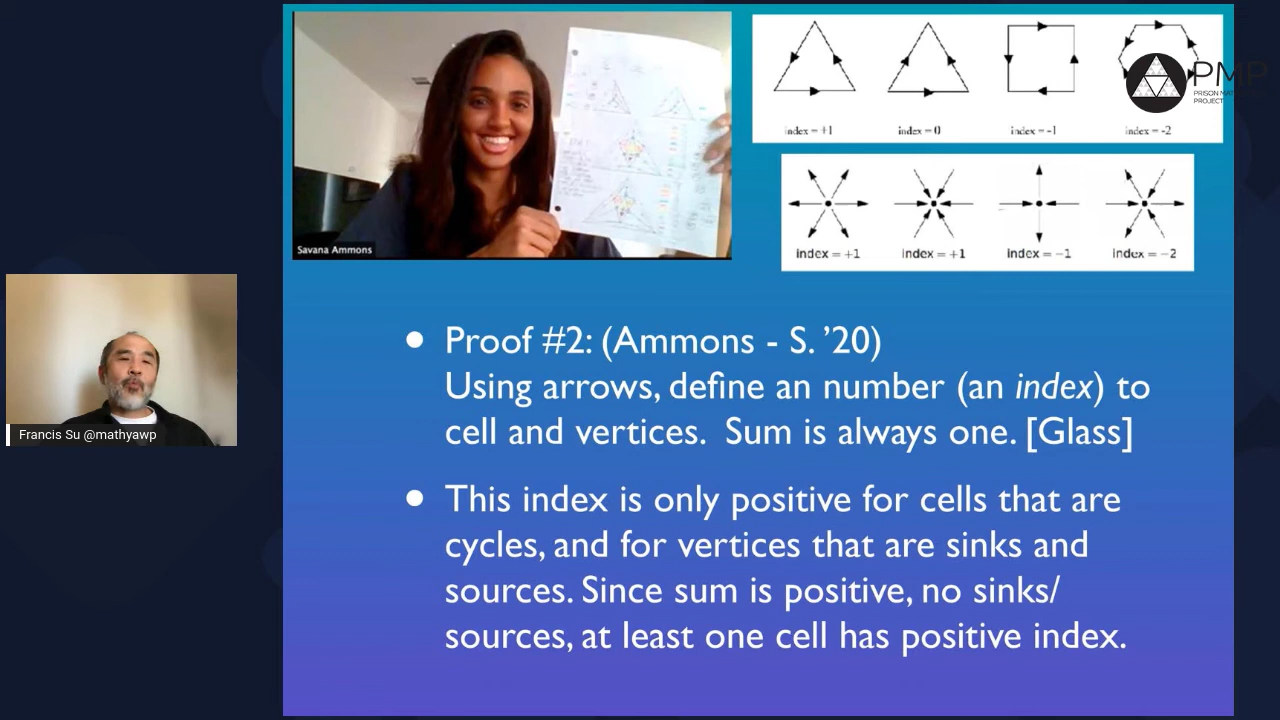 Savana Ammons
index = +1
index = 0
index = -1
index = -2
PMP
PRISON MATH
PROJECT
index = +1
index = +1
index = −1
index = −2
Francis Su @mathyawp
• Proof #2: (Ammons - S. ’20)
Using arrows, define an number (an index) to
cell and vertices. Sum is always one. [Glass]
• This index is only positive for cells that are
cycles, and for vertices that are sinks and
sources. Since sum is positive, no sinks/
sources, at least one cell has positive index.